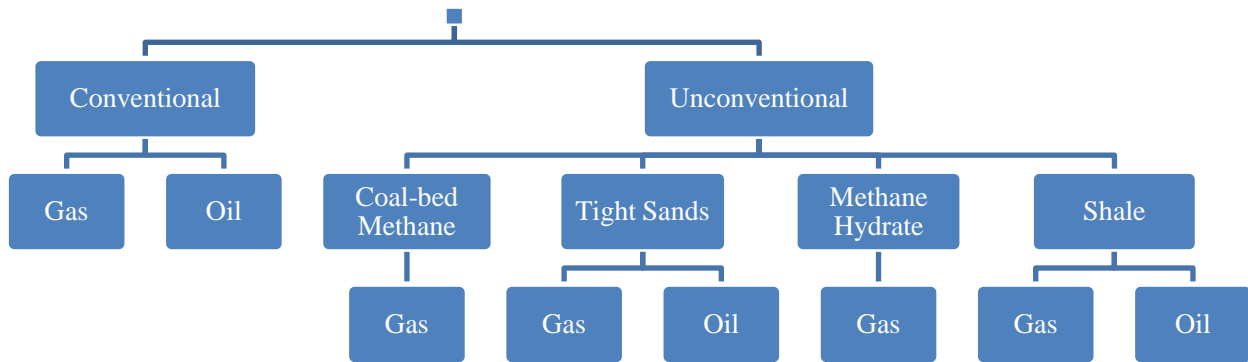 Conventional
Unconventional
Gas
Oil
Coal-bed
Methane
Tight Sands
Methane
Hydrate
Shale
Gas
Gas
Oil
Gas
Gas
Oil